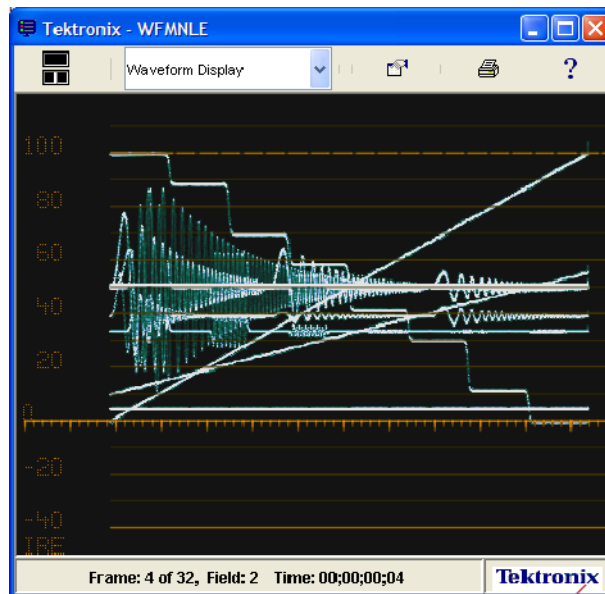 Tektronix - WFMNLE
Waveform Display
?
100
80
60
40
20
0
-20
-40
IRE
Frame: 4 of 32, Field: 2 Time: 00;00;00;04
Tektronix